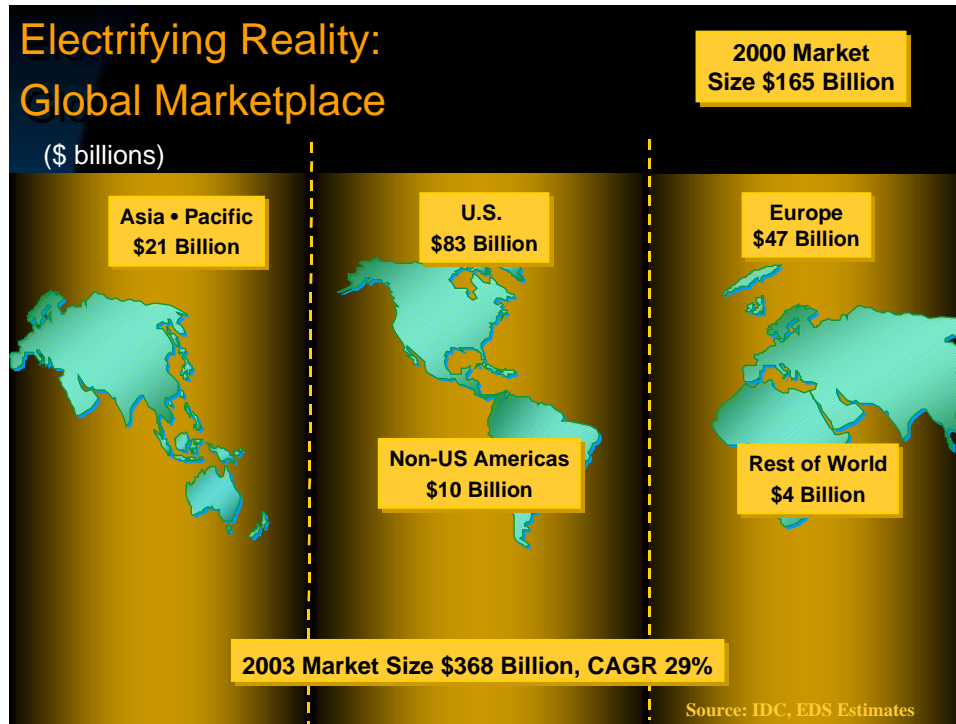 Electrifying Reality:
Global Marketplace
($ billions)
2000 Market
Size $165 Billion
Asia • Pacific
$21 Billion
U.S.
$83 Billion
Europe
$47 Billion
Non-US Americas
$10 Billion
Rest of World
$4 Billion
2003 Market Size $368 Billion, CAGR 29%
Source: IDC, EDS Estimates